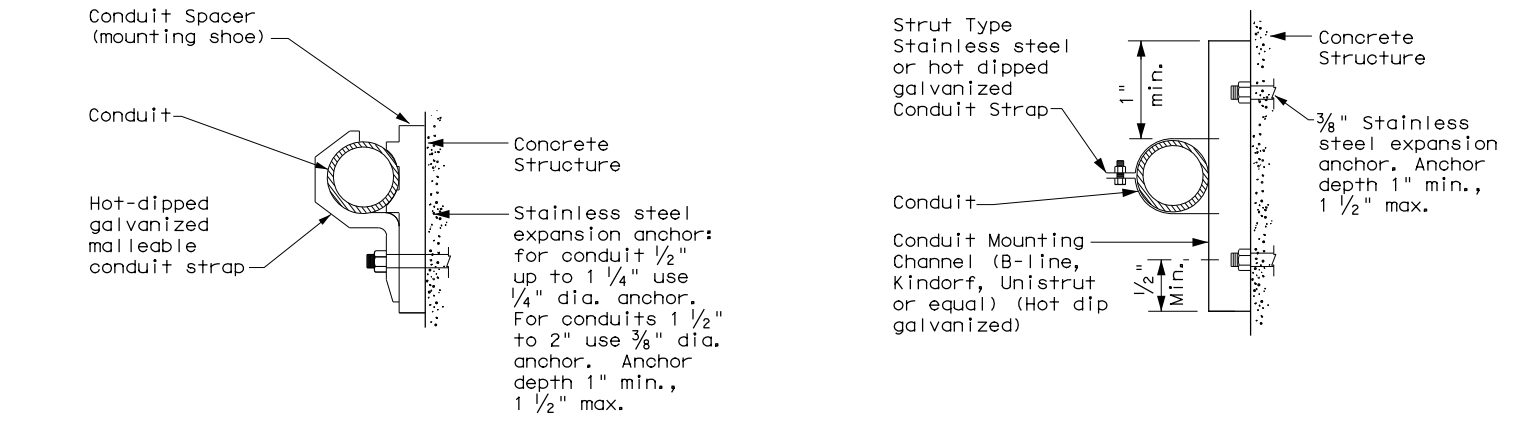 Conduit Spacer
(mounting shoe)
Conduit
Hot-dipped
galvanized
malleable
conduit strap
Concrete
Structure
Stainless steel
expansion anchor:
for conduit 1/2"
up to 1 1/4" use
1/4" dia. anchor.
For conduits 1 1/2"
to 2" use 3/8" dia.
anchor. Anchor
depth 1" min.,
1 1/2" max.
Strut Type
Stainless steel
or hot dipped
galvanized
Conduit Strap
1"
min.
Conduit
Conduit Mounting
Channel (B-line,
Kindorf, Unistrut
or equal) (Hot dip
galvanized)
1/2"
Min.
Concrete
Structure
3/8" Stainless
steel expansion
anchor. Anchor
depth 1" min.,
1 1/2" max.